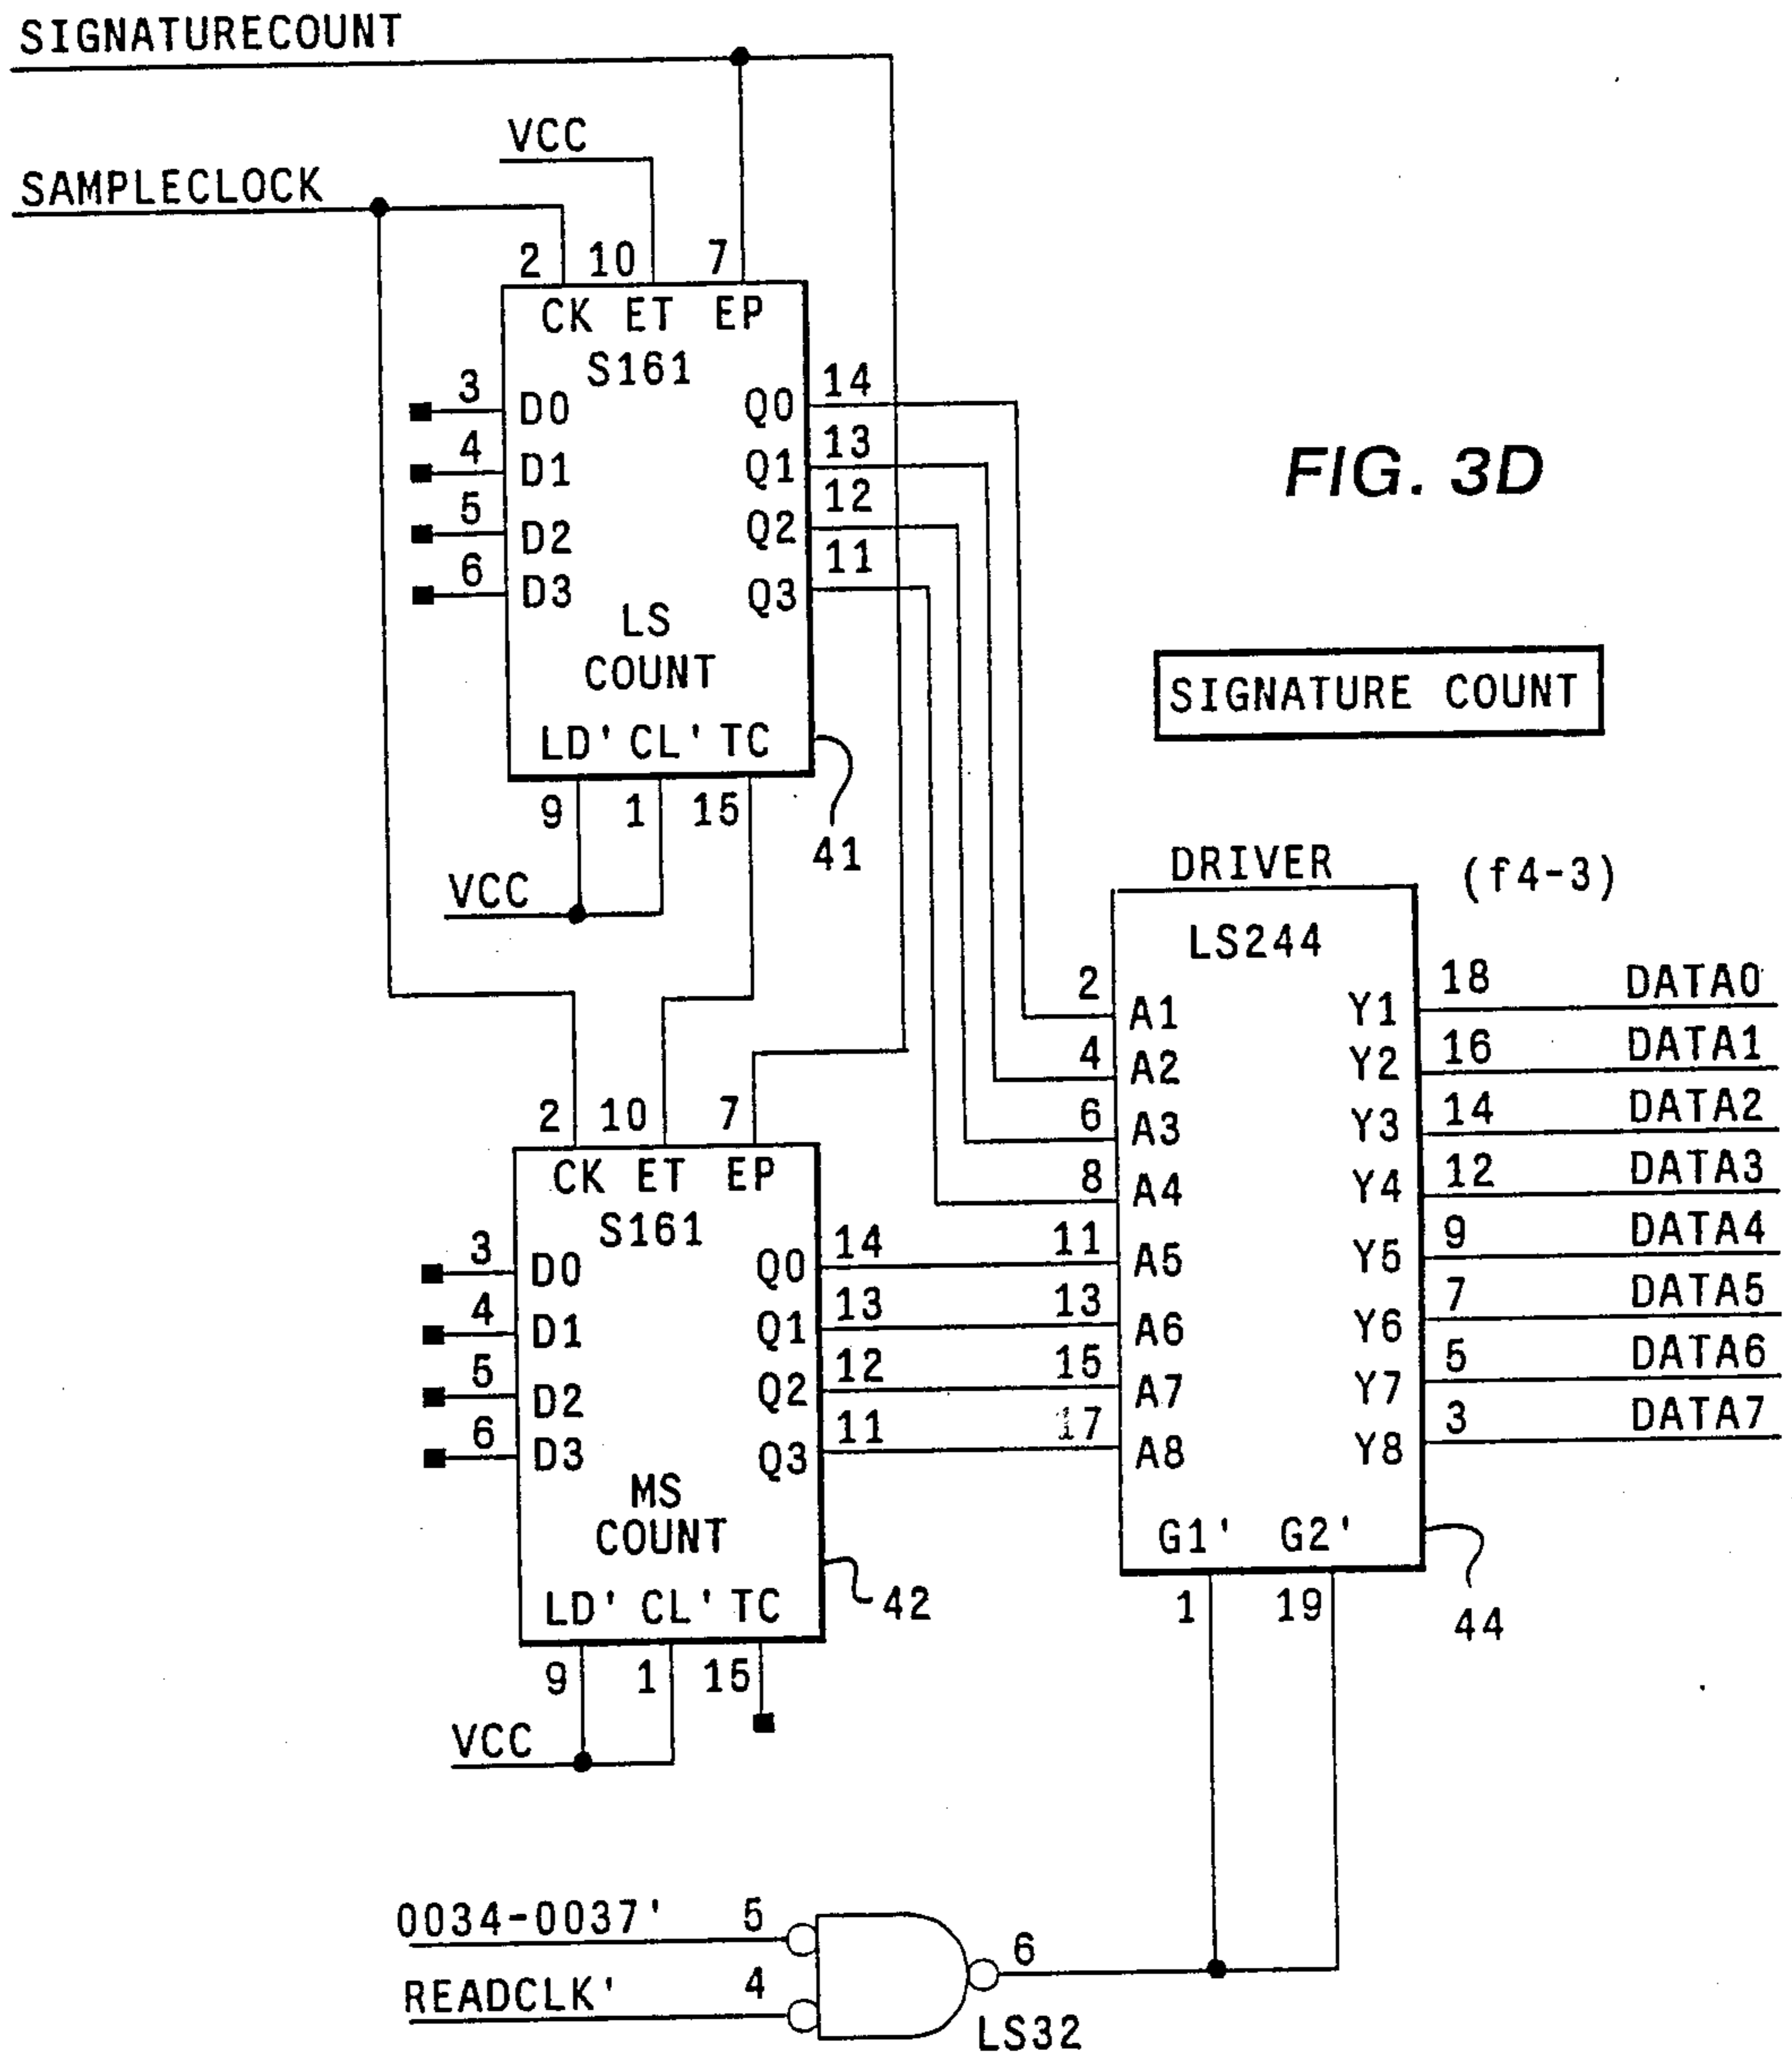 SIGNATURECOUNT
VCC
SAMPLECLOCK
2 10 7
CK ET EP
S161
3 D0 Q0 14
4 D1 Q1 13
5 D2 Q2 12
6 D3 Q3 11
LS
COUNT
LD' CL' TC
9 1 15
41
VCC
FIG. 3D
SIGNATURE COUNT
DRIVER (f4-3)
LS244
2 A1 Y1 18 DATA0
4 A2 Y2 16 DATA1
6 A3 Y3 14 DATA2
8 A4 Y4 12 DATA3
11 A5 Y5 9 DATA4
13 A6 Y6 7 DATA5
15 A7 Y7 5 DATA6
17 A8 Y8 3 DATA7
G1' G2'
1 19
44
2 10 7
CK ET EP
S161
3 D0 Q0 14
4 D1 Q1 13
5 D2 Q2 12
6 D3 Q3 11
MS
COUNT
LD' CL' TC
42
9 1 15
VCC
0034-0037' 5
READCLK' 4
6
LS32